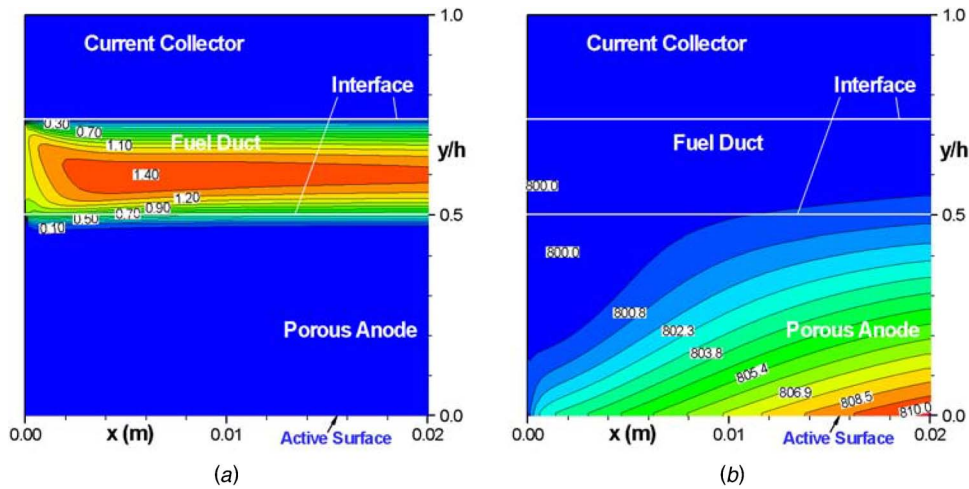 1.0
Current Collector
Interface
0.30
0.70
Fuel Duct
1.10
y/h
1.40
1.20
0.90
0.70
0.50
0.5
0.10
Porous Anode
0.0
0.00
x (m)
0.01
0.02
Active Surface
(a)
1.0
Current Collector
Interface
Fuel Duct
y/h
800.0
0.5
800.0
800.8
802.3
Porous Anode
803.8
805.4
806.9
808.5
810.0
0.0
0.00
x (m)
0.01
0.02
Active Surface
(b)